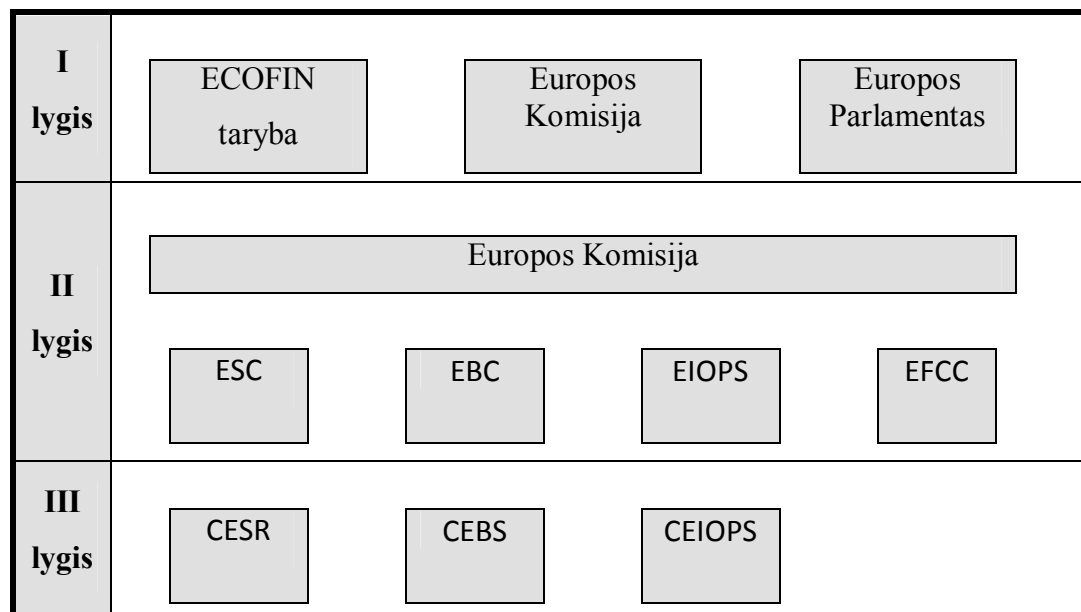 I
lygis
ECOFIN
taryba
Europos
Komisija
Europos
Parlamentas
II
lygis
Europos Komisija
ESC
EBC
EIOPS
EFCC
III
lygis
CESR
CEBS
CEIOPS